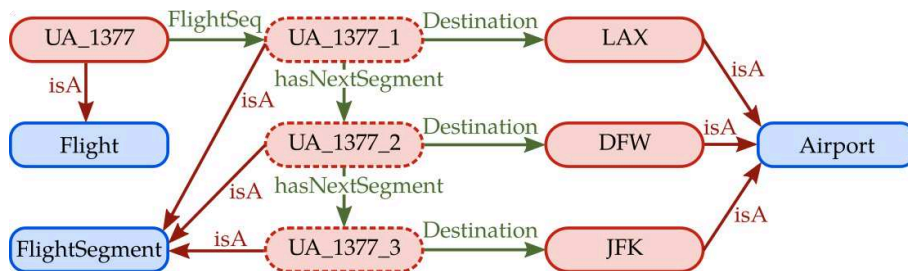 FlightSeq Destination
UA_1377 UA_1377_1 LAX
isA isA hasNextSegment isA
Destination
Flight UA_1377_2 DFW isA Airport
isA hasNextSegment isA
Destination
FlightSegment isA UA_1377_3 JFK